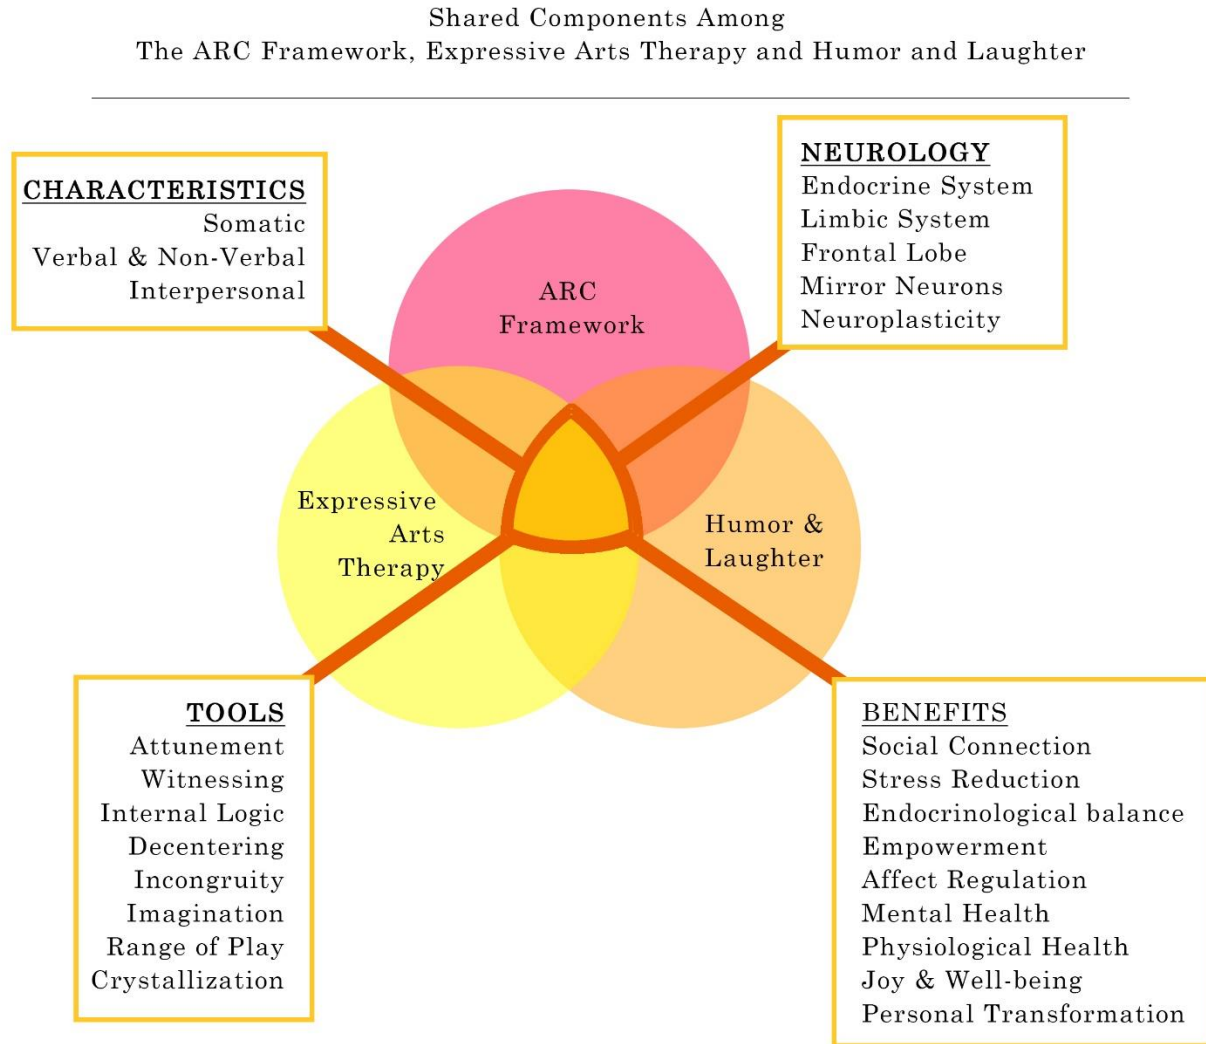 Shared Components Among
The ARC Framework, Expressive Arts Therapy and Humor and Laughter
CHARACTERISTICS
Somatic
Verbal & Non-Verbal
Interpersonal
NEUROLOGY
Endocrine System
Limbic System
Frontal Lobe
Mirror Neurons
Neuroplasticity
ARC
Framework
Expressive
Arts
Therapy
Humor &
Laughter
TOOLS
Attunement
Witnessing
Internal Logic
Decentering
Incongruity
Imagination
Range of Play
Crystallization
BENEFITS
Social Connection
Stress Reduction
Endocrinological balance
Empowerment
Affect Regulation
Mental Health
Physiological Health
Joy & Well-being
Personal Transformation